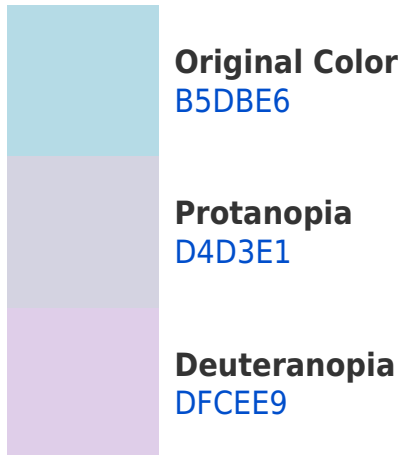 Original Color
B5DBE6
Protanopia
D4D3E1
Deuteranopia
DFCEE9